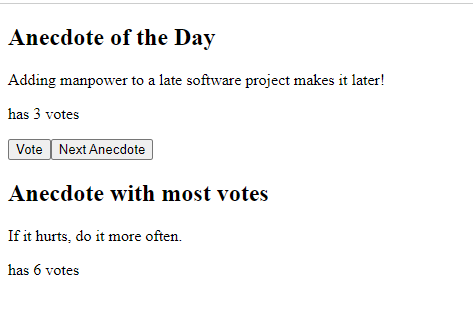 Anecdote of the Day
Adding manpower to a late software project makes it later!
has 3 votes
Vote Next Anecdote
Anecdote with most votes
If it hurts, do it more often.
has 6 votes